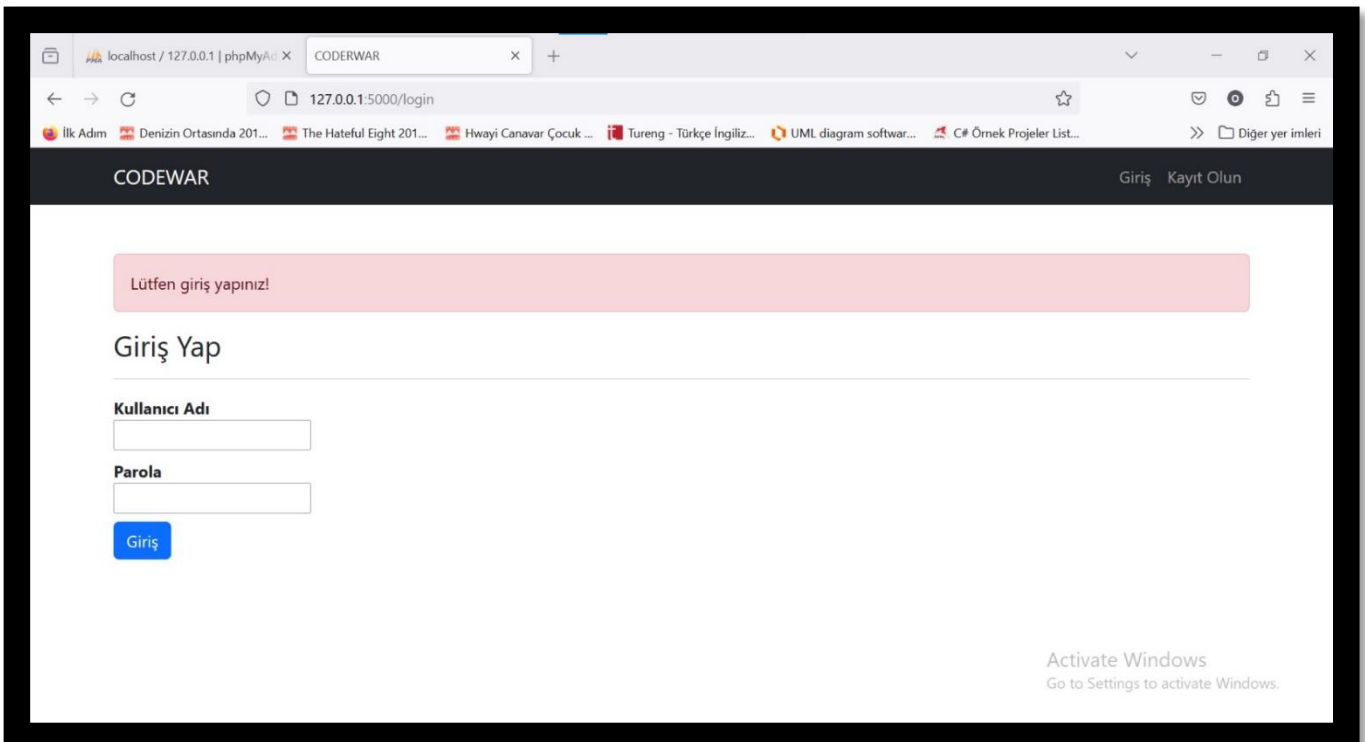 localhost / 127.0.0.1 | phpMyAd
CODERWAR
127.0.0.1:5000/login
İlk Adım Denizin Ortasında 201... The Hateful Eight 201... Hwayi Canavar Çocuk ... Tureng - Türkçe İngiliz... UML diagram softwar... C# Örnek Projeler List... Diğer yer imleri
CODEWAR Giriş Kayıt Olun
Lütfen giriş yapınız!
Giriş Yap
Kullanıcı Adı
Parola
Giriş
Activate Windows
Go to Settings to activate Windows.